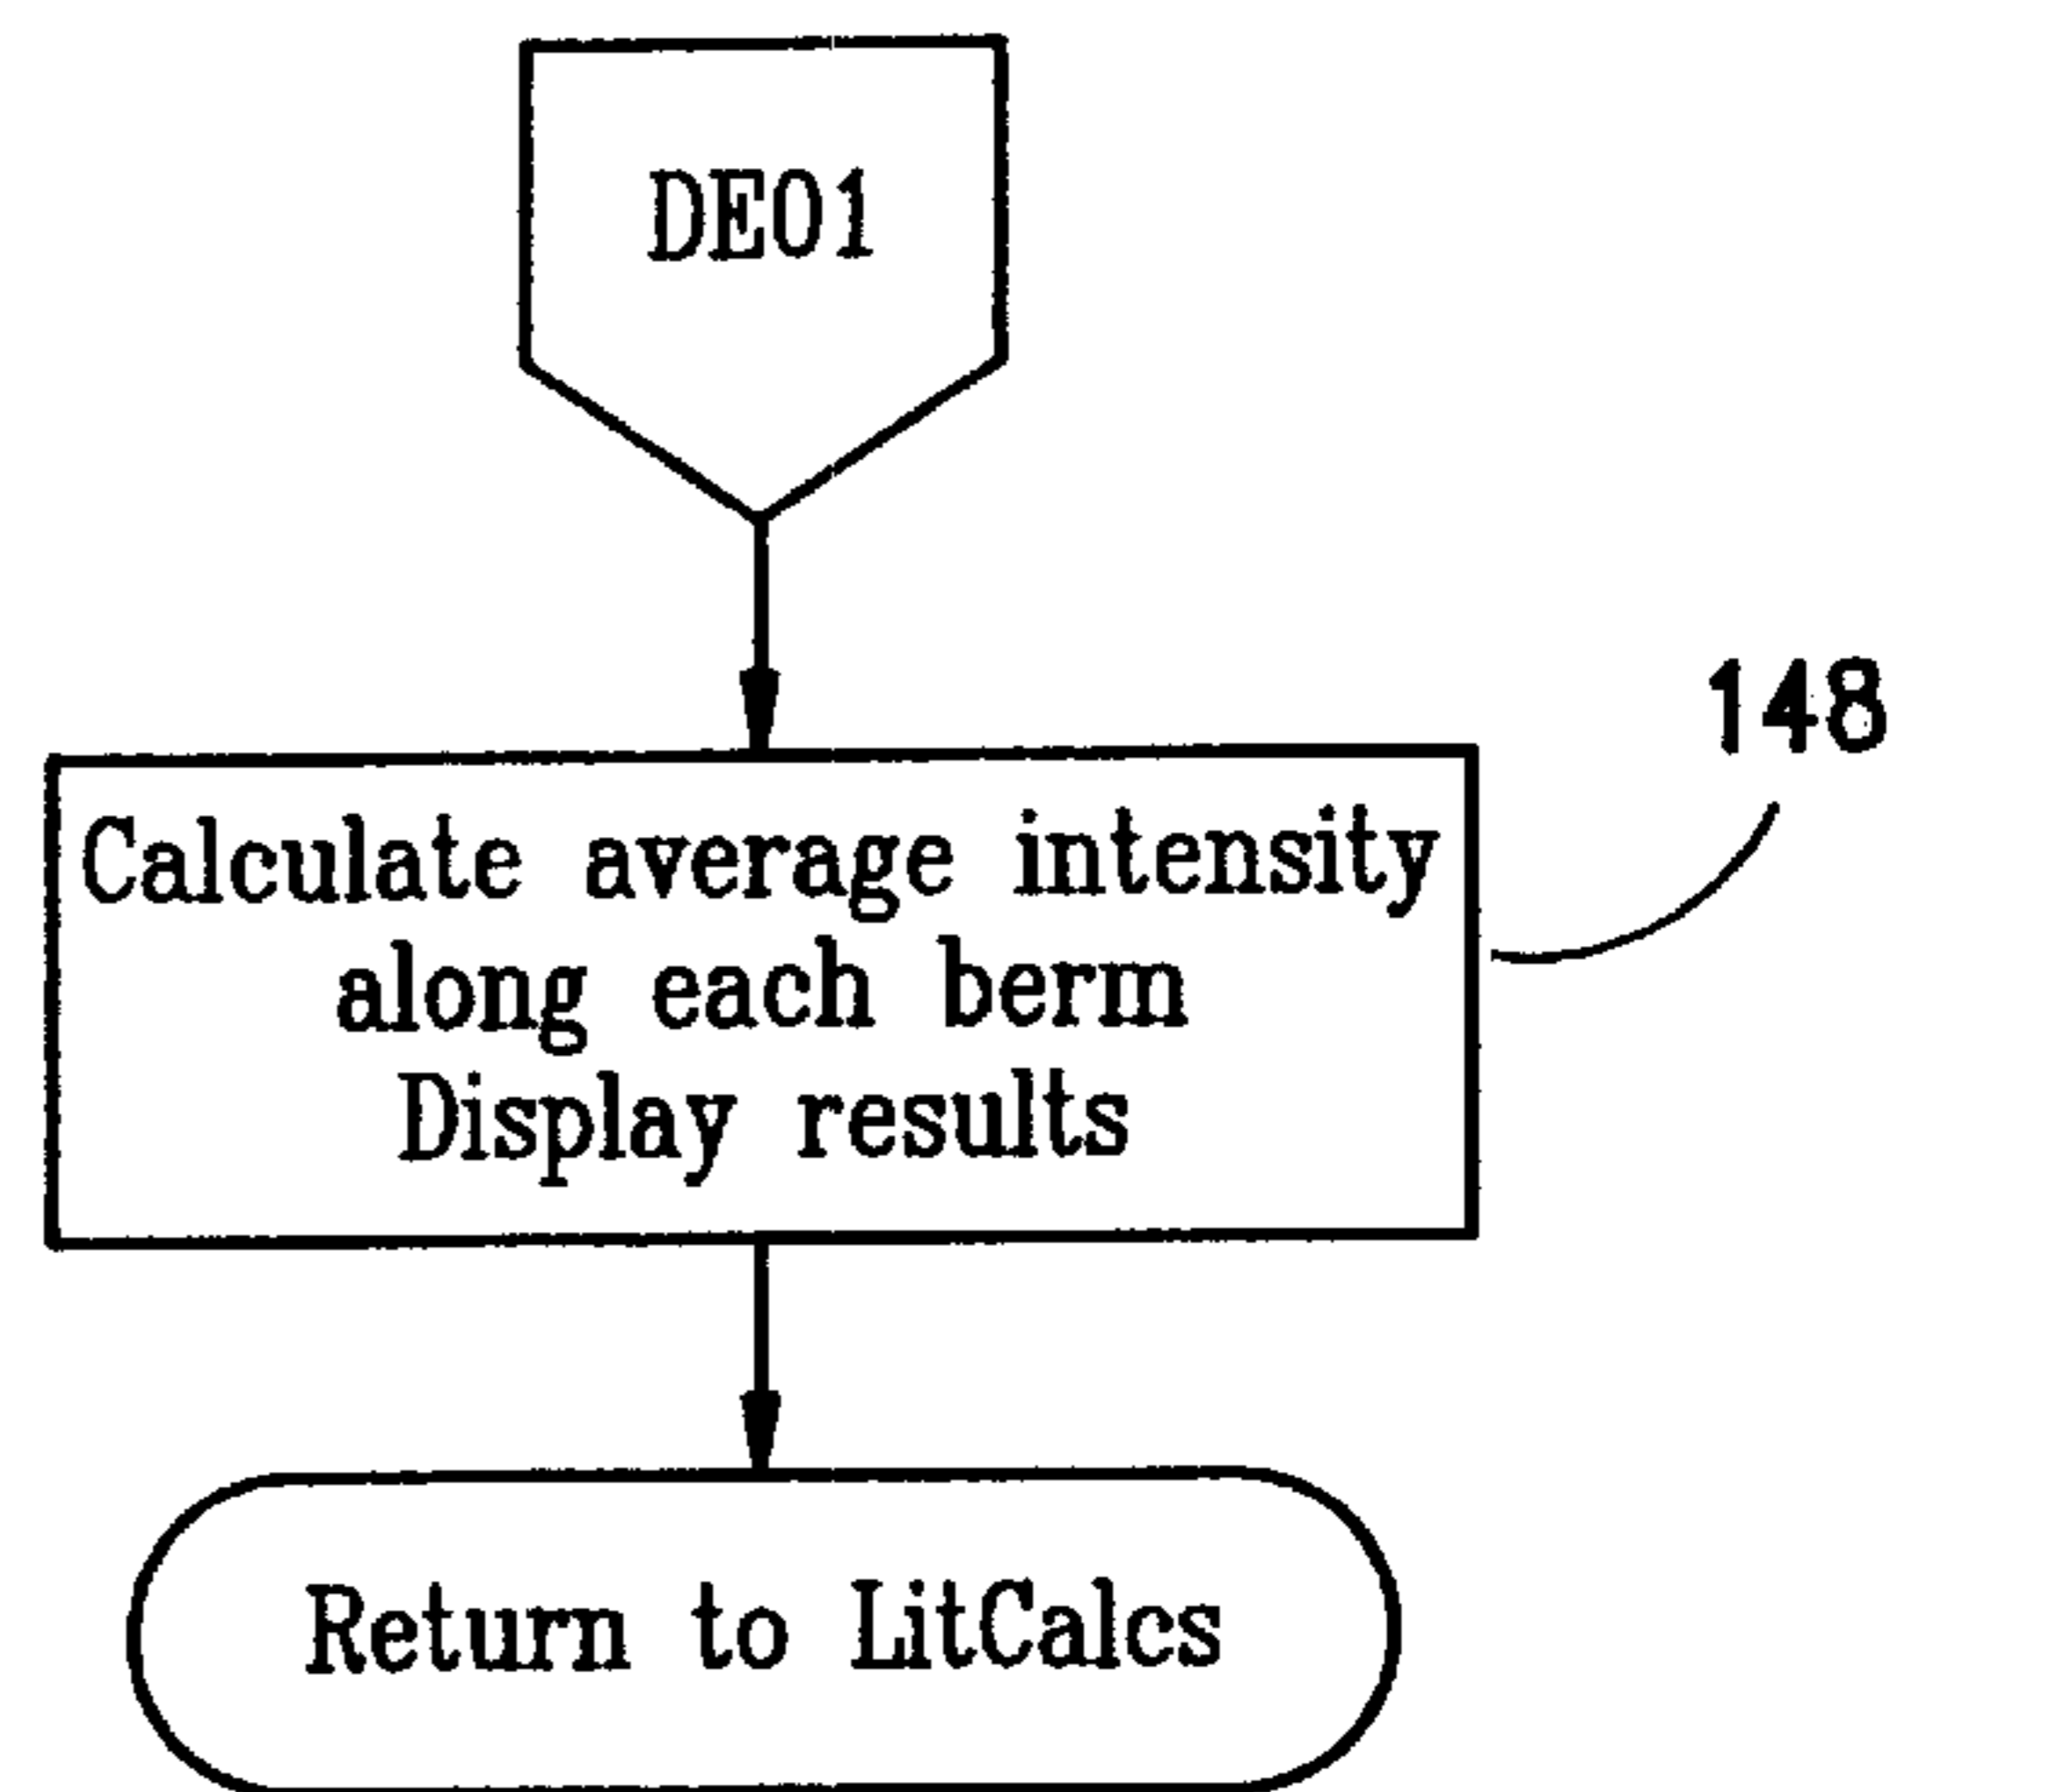 DE01
148
Calculate average intensity
along each berm
Display results
Return to LitCalcs